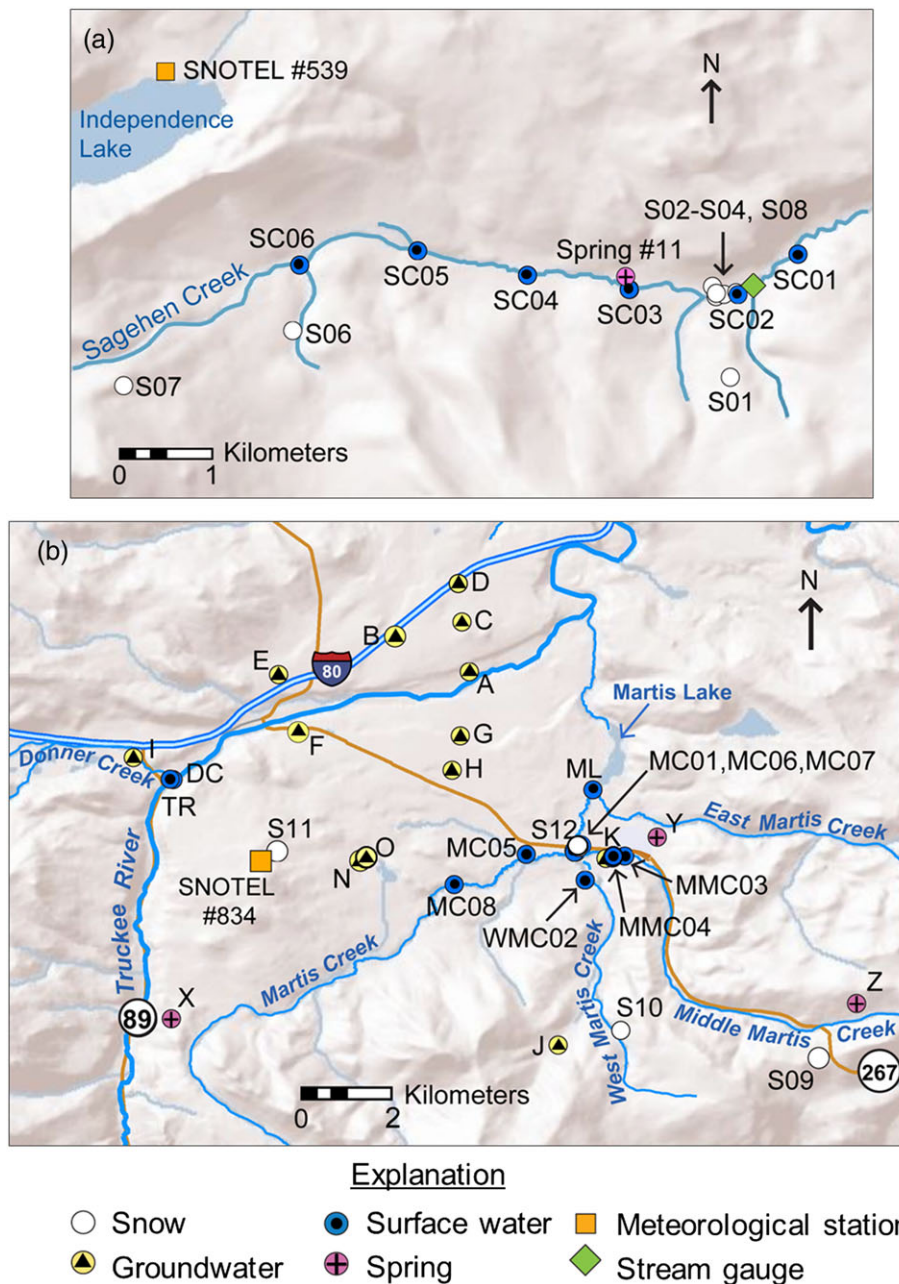 (a)
SNOTEL #539
N
Independence
Lake
S02-S04, S08
SC06
Spring #11
SC05
SC01
SC04
SC03
SC02
Sagehen Creek
S06
S07
S01
Kilometers
0 1
(b)
D
N
B
C
E
80
A
Martis Lake
I
F
G
Donner Creek
DC
H
MC01,MC06,MC07
TR
ML
East Martis Creek
S11
S12
Y
O
MC05
K
N
MMC03
SNOTEL
#834
MC08
WMC02
MMC04
Truckee River
Martis Creek
West Martis Creek
X
89
Z
S10
Middle Martis Creek
J
S09
267
Kilometers
0 2
Explanation
Snow
Surface water
Meteorological station
Groundwater
Spring
Stream gauge